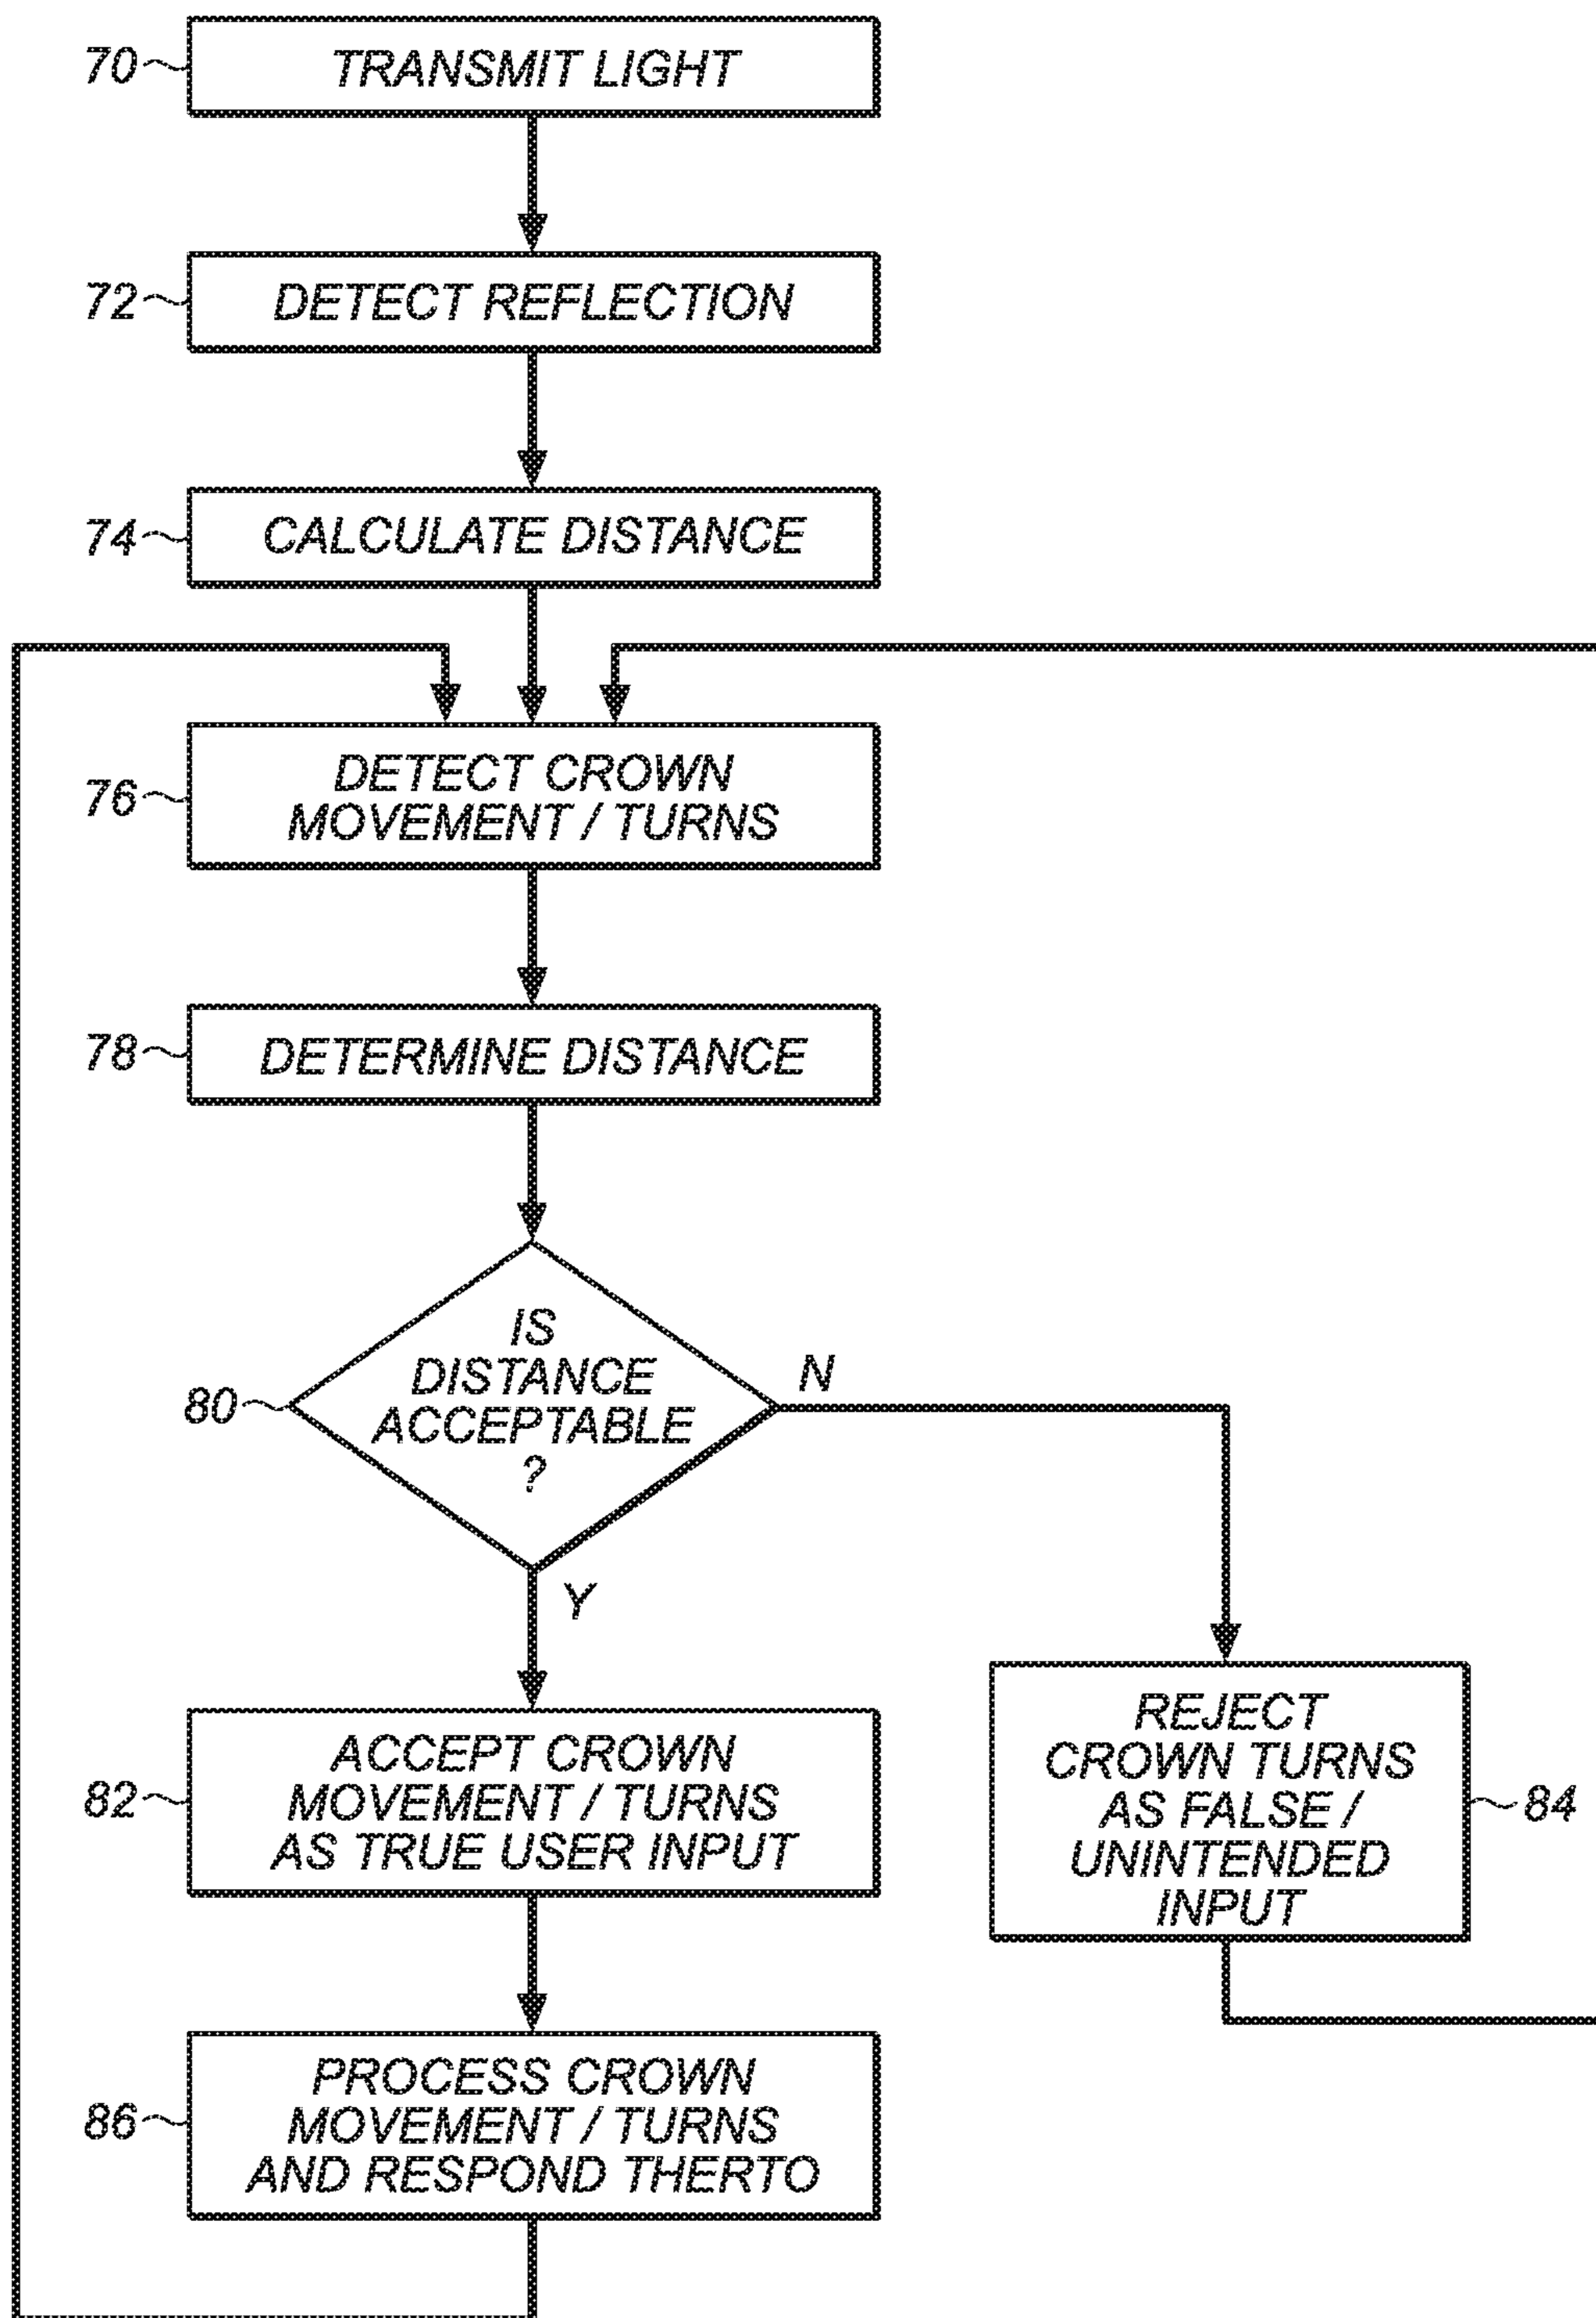 70
TRANSMIT LIGHT
72
DETECT REFLECTION
74
CALCULATE DISTANCE
76
DETECT CROWN
MOVEMENT / TURNS
78
DETERMINE DISTANCE
80
IS
DISTANCE
ACCEPTABLE
?
N
Y
82
ACCEPT CROWN
MOVEMENT / TURNS
AS TRUE USER INPUT
REJECT
CROWN TURNS
AS FALSE /
UNINTENDED
INPUT
84
86
PROCESS CROWN
MOVEMENT / TURNS
AND RESPOND THERTO